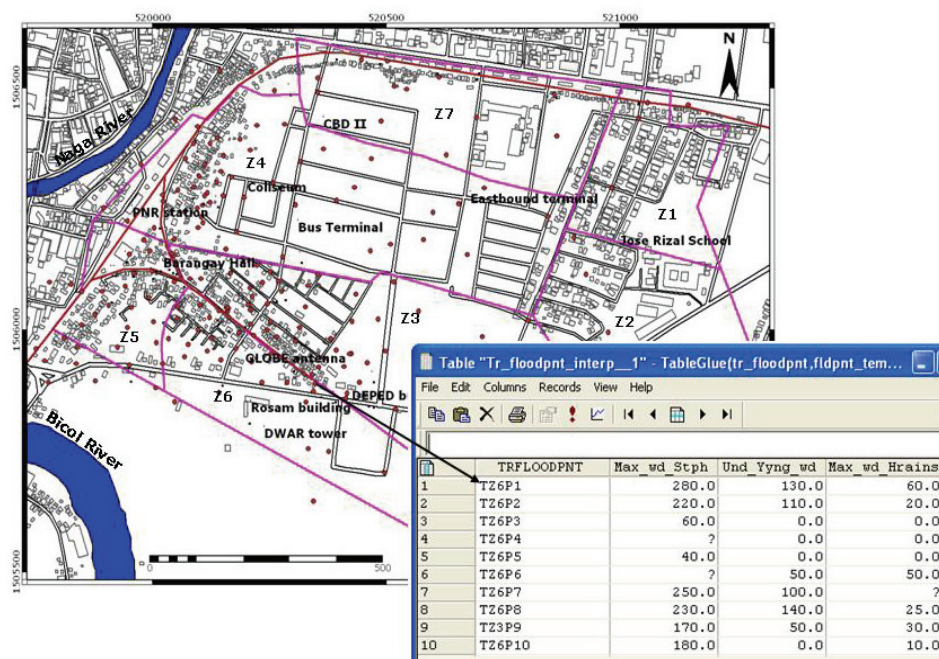 520000 520500 521000
1506500
1506000
1505500
N
Naga River
CBD II
Z7
Z4
Coliseum
Eastbound terminal
PNR station
Bus Terminal
Z1
Jose Rizal School
Barangay Hall
Z3
Z2
Z5
GLOBE antenna
Z6
DEPED b
Rosam building
DWAR tower
Bicol River
0 500
Table "Tr_floodpnt_interp__1" - TableGlue(tr_floodpnt,fldpnt_tem...
File Edit Columns Records View Help
TRFLOODPNT Max_wd_Stph Und_Yyng_wd Max_wd_Hrains
1 TZ6P1 280.0 130.0 60.0
2 TZ6P2 220.0 110.0 20.0
3 TZ6P3 60.0 0.0 0.0
4 TZ6P4 ? 0.0 0.0
5 TZ6P5 40.0 0.0 0.0
6 TZ6P6 ? 50.0 50.0
7 TZ6P7 250.0 100.0 ?
8 TZ6P8 230.0 140.0 25.0
9 TZ3P9 170.0 50.0 30.0
10 TZ6P10 180.0 0.0 10.0